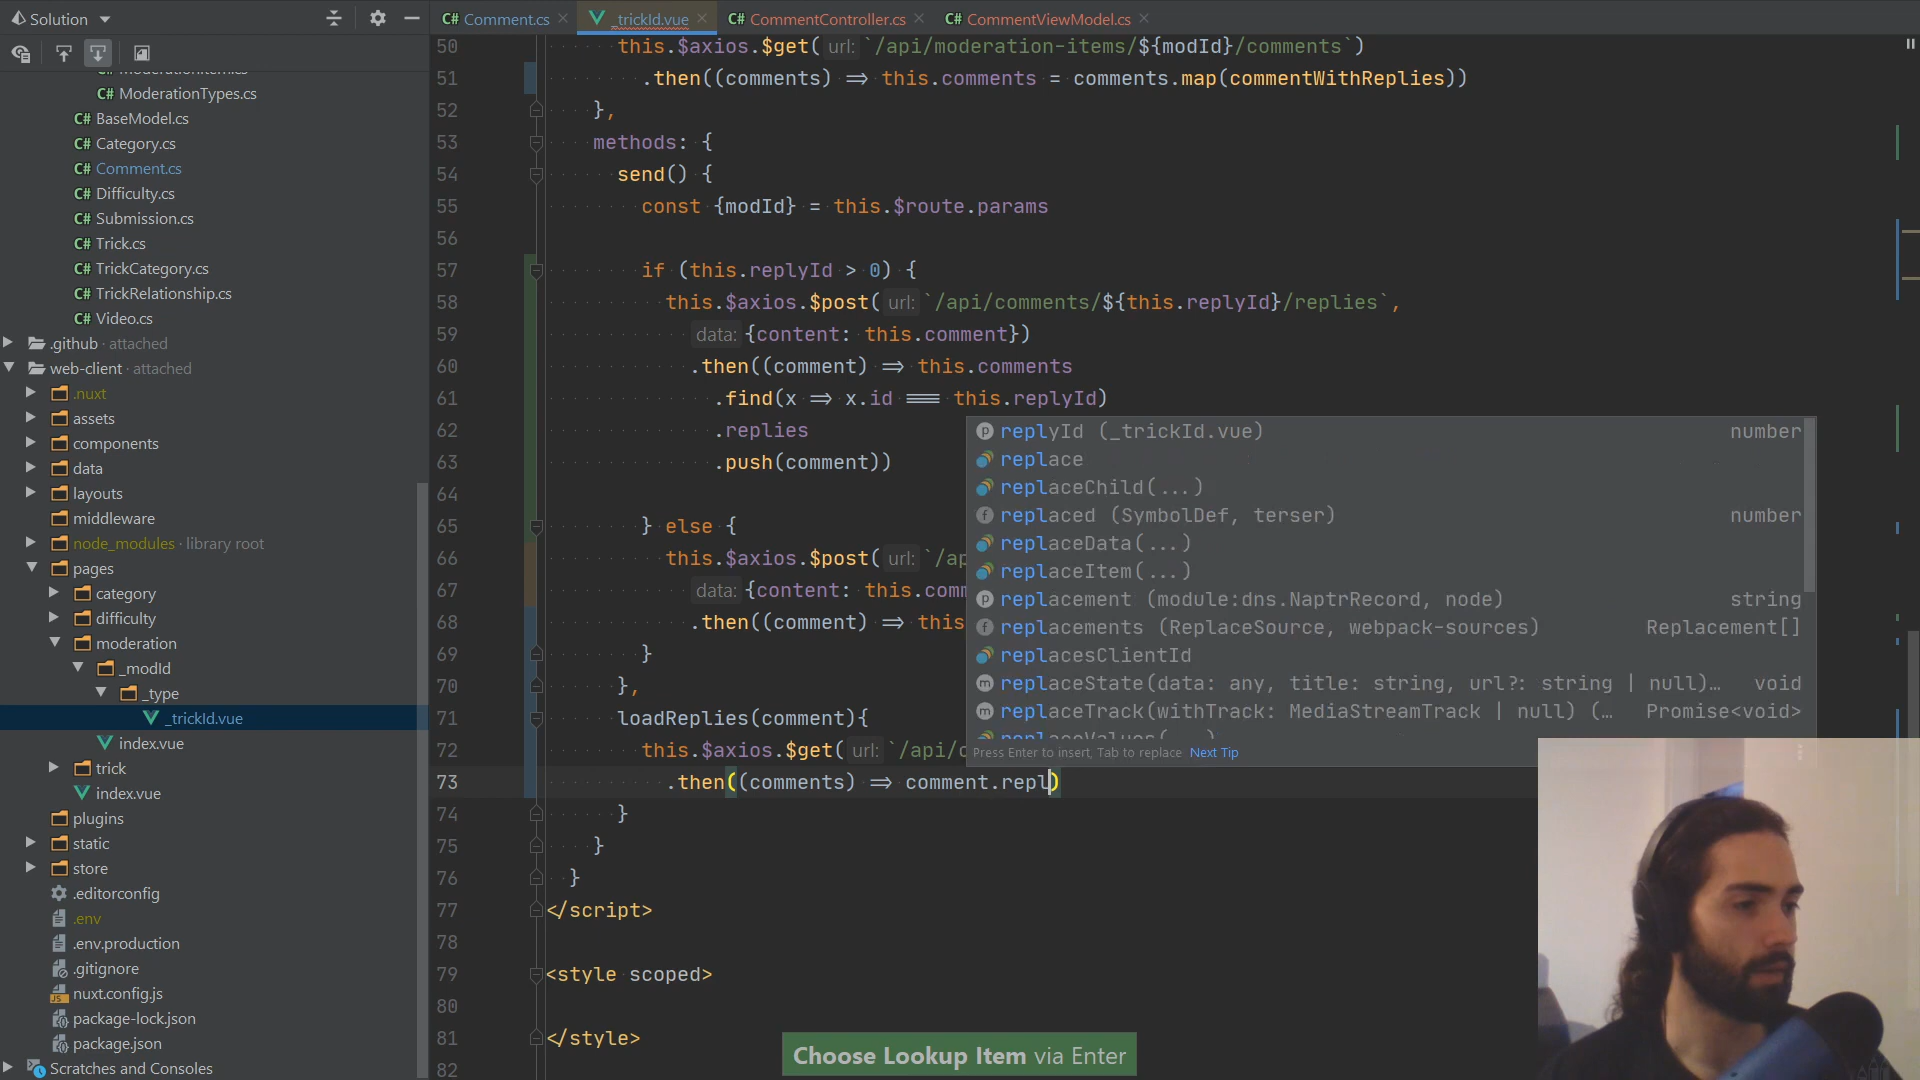 Solution
Comment.cs
_trickId.vue
CommentController.cs
CommentViewModel.cs
ModerationTypes.cs
BaseModel.cs
Category.cs
Comment.cs
Difficulty.cs
Submission.cs
Trick.cs
TrickCategory.cs
TrickRelationship.cs
Video.cs
.github · attached
web-client · attached
.nuxt
assets
components
data
layouts
middleware
node_modules · library root
pages
category
difficulty
moderation
_modId
_type
_trickId.vue
index.vue
trick
index.vue
plugins
static
store
.editorconfig
.env
.env.production
.gitignore
nuxt.config.js
package-lock.json
package.json
Scratches and Consoles
50 this.$axios.$get( url: `/api/moderation-items/${modId}/comments`)
51 .then((comments) => this.comments = comments.map(commentWithReplies))
52 },
53 methods: {
54 send() {
55 const {modId} = this.$route.params
56
57 if (this.replyId > 0) {
58 this.$axios.$post( url: `/api/comments/${this.replyId}/replies`,
59 data: {content: this.comment})
60 .then((comment) => this.comments
61 .find(x => x.id === this.replyId)
62 .replies
63 .push(comment))
64
65 } else {
66 this.$axios.$post( url: `/ap
67 data: {content: this.comm
68 .then((comment) => this
69 }
70 },
71 loadReplies(comment){
72 this.$axios.$get( url: `/api/c
73 .then((comments) => comment.repl)
74 }
75 }
76 }
77 </script>
78
79 <style scoped>
80
81 </style>
82
replyId (_trickId.vue) number
replace
replaceChild(...)
replaced (SymbolDef, terser) number
replaceData(...)
replaceItem(...)
replacement (module:dns.NaptrRecord, node) string
replacements (ReplaceSource, webpack-sources) Replacement[]
replacesClientId
replaceState(data: any, title: string, url?: string | null)… void
replaceTrack(withTrack: MediaStreamTrack | null) (… Promise<void>
Press Enter to insert, Tab to replace Next Tip
Choose Lookup Item via Enter